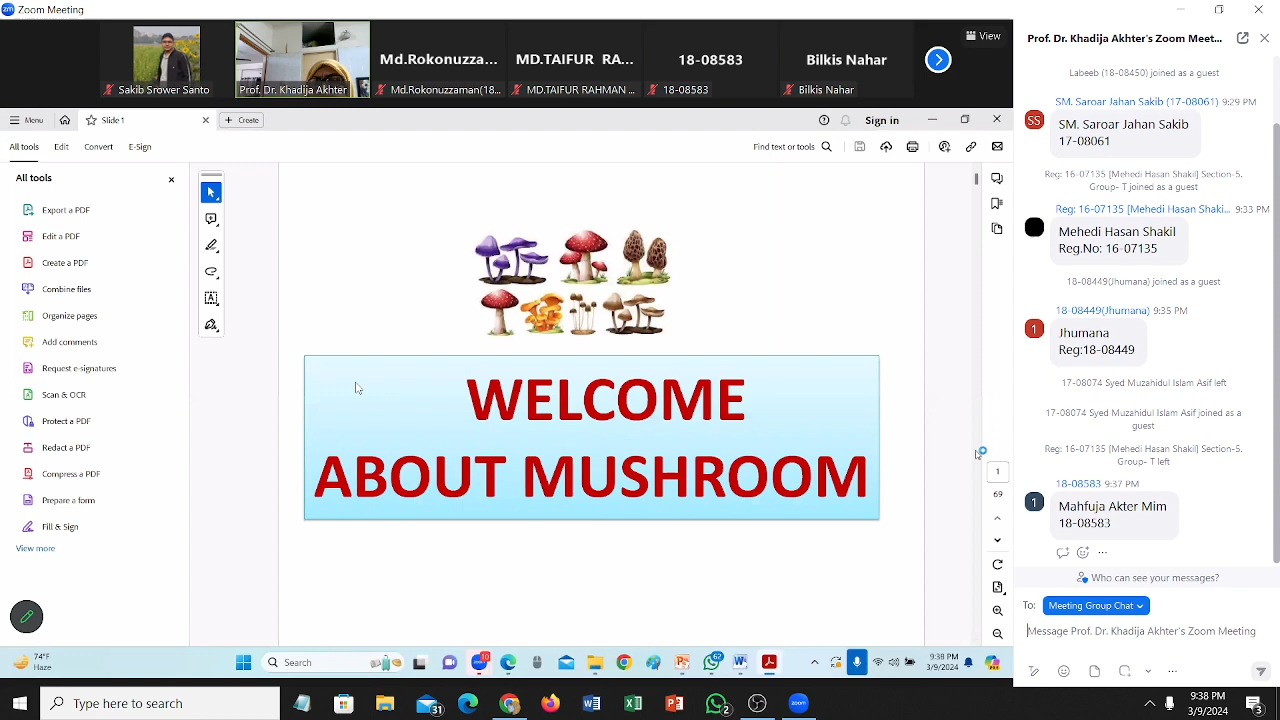 Zoom Meeting
Sakib Srower Santo
Prof. Dr. Khadija Akhter
Md.Rokonuzza...
Md.Rokonuzzaman(18...
MD.TAIFUR RA...
MD.TAIFUR RAHMAN ...
18-08583
18-08583
Bilkis Nahar
Bilkis Nahar
View
Menu
Slide 1
Create
Sign in
All tools
Edit
Convert
E-Sign
Find text or tools
All tools
Export a PDF
Edit a PDF
Create a PDF
Combine files
Organize pages
Add comments
Request e-signatures
Scan & OCR
Protect a PDF
Redact a PDF
Compress a PDF
Prepare a form
Fill & Sign
View more
WELCOME
ABOUT MUSHROOM
1
69
74°F
Haze
Search
10
62
9:38 PM
3/9/2024
Prof. Dr. Khadija Akhter's Zoom Meet...
Labeeb (18-08450) joined as a guest
SM. Saroar Jahan Sakib (17-08061) 9:29 PM
SS
SM. Saroar Jahan Sakib
17-08061
Reg: 16-07135 [Mehedi Hasan Shakil] Section-5.
Group- T joined as a guest
Reg: 16-07135 [Mehedi Hasan Shaki... 9:33 PM
Mehedi Hasan Shakil
Reg.No: 16-07135
18-08449(Jhumana) joined as a guest
18-08449(Jhumana) 9:35 PM
1
Jhumana
Reg:18-08449
17-08074 Syed Muzahidul Islam Asif left
17-08074 Syed Muzahidul Islam Asif joined as a
guest
Reg: 16-07135 [Mehedi Hasan Shakil] Section-5.
Group- T left
18-08583 9:37 PM
1
Mahfuja Akter Mim
18-08583
Who can see your messages?
To: Meeting Group Chat
Message Prof. Dr. Khadija Akhter's Zoom Meeting
Type here to search
31
2
zoom
9:38 PM
3/9/2024
3